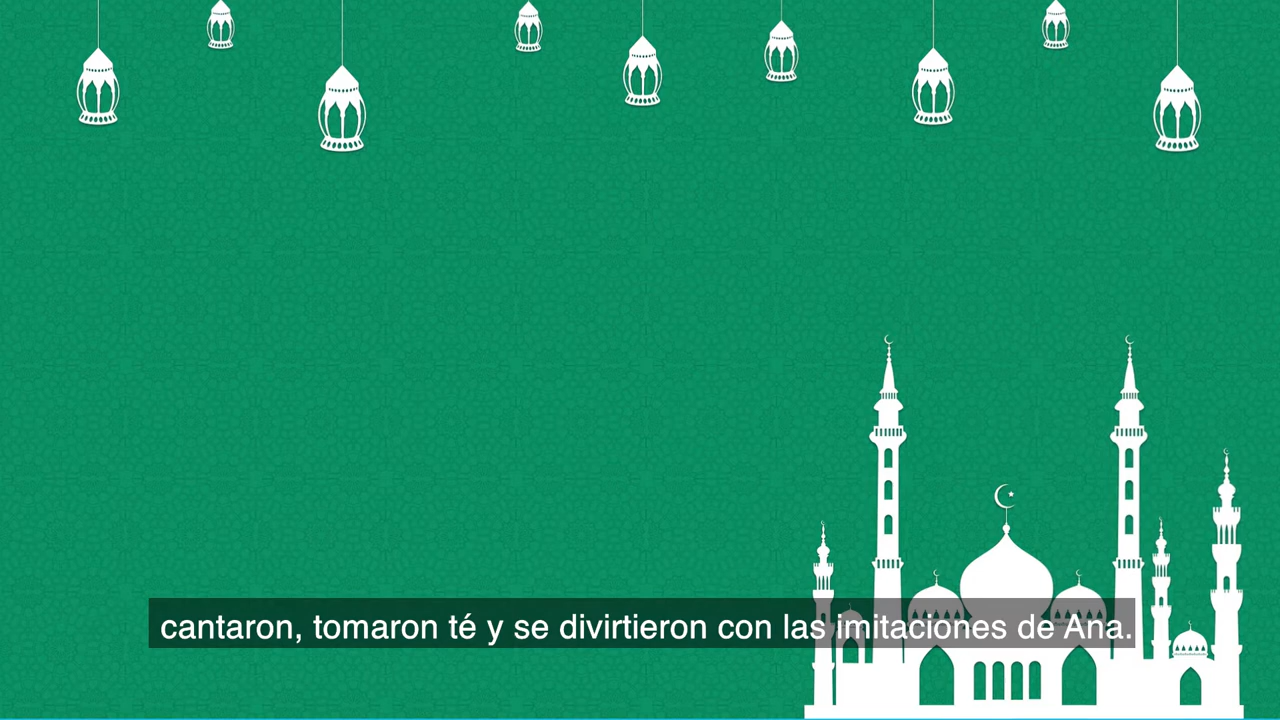 cantaron, tomaron té y se divirtieron con las imitaciones de Ana.